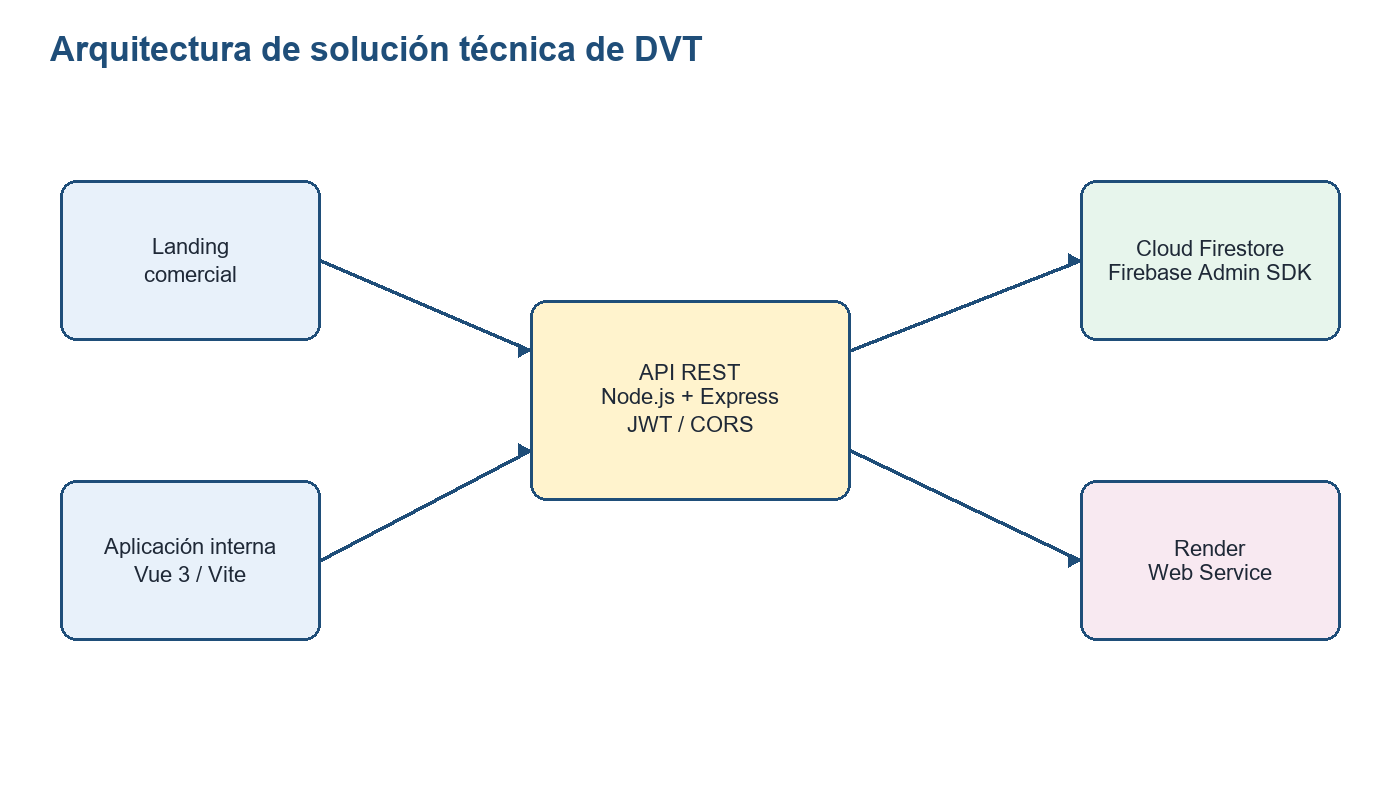 Arquitectura de solución técnica de DVT
Landing
comercial
Cloud Firestore
Firebase Admin SDK
API REST
Node.js + Express
JWT / CORS
Aplicación interna
Vue 3 / Vite
Render
Web Service